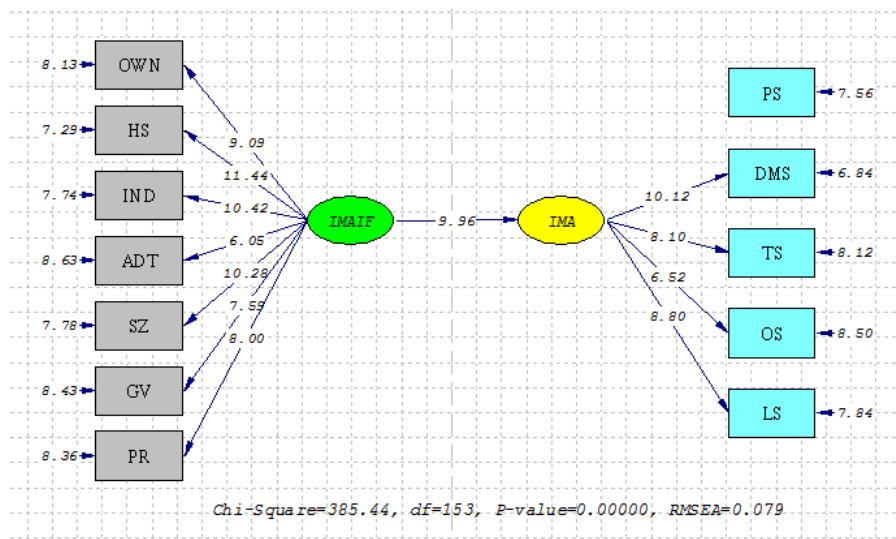 8.13 OWN
7.29 HS
7.74 IND
8.63 ADT
7.78 SZ
8.43 GV
8.36 PR
9.09
11.44
10.42
6.05
10.28
7.59
8.00
IMAIF
9.96
IMA
10.12
8.10
6.52
8.80
PS 7.56
DMS 6.84
TS 8.12
OS 8.50
LS 7.84
Chi-Square=385.44, df=153, P-value=0.00000, RMSEA=0.079